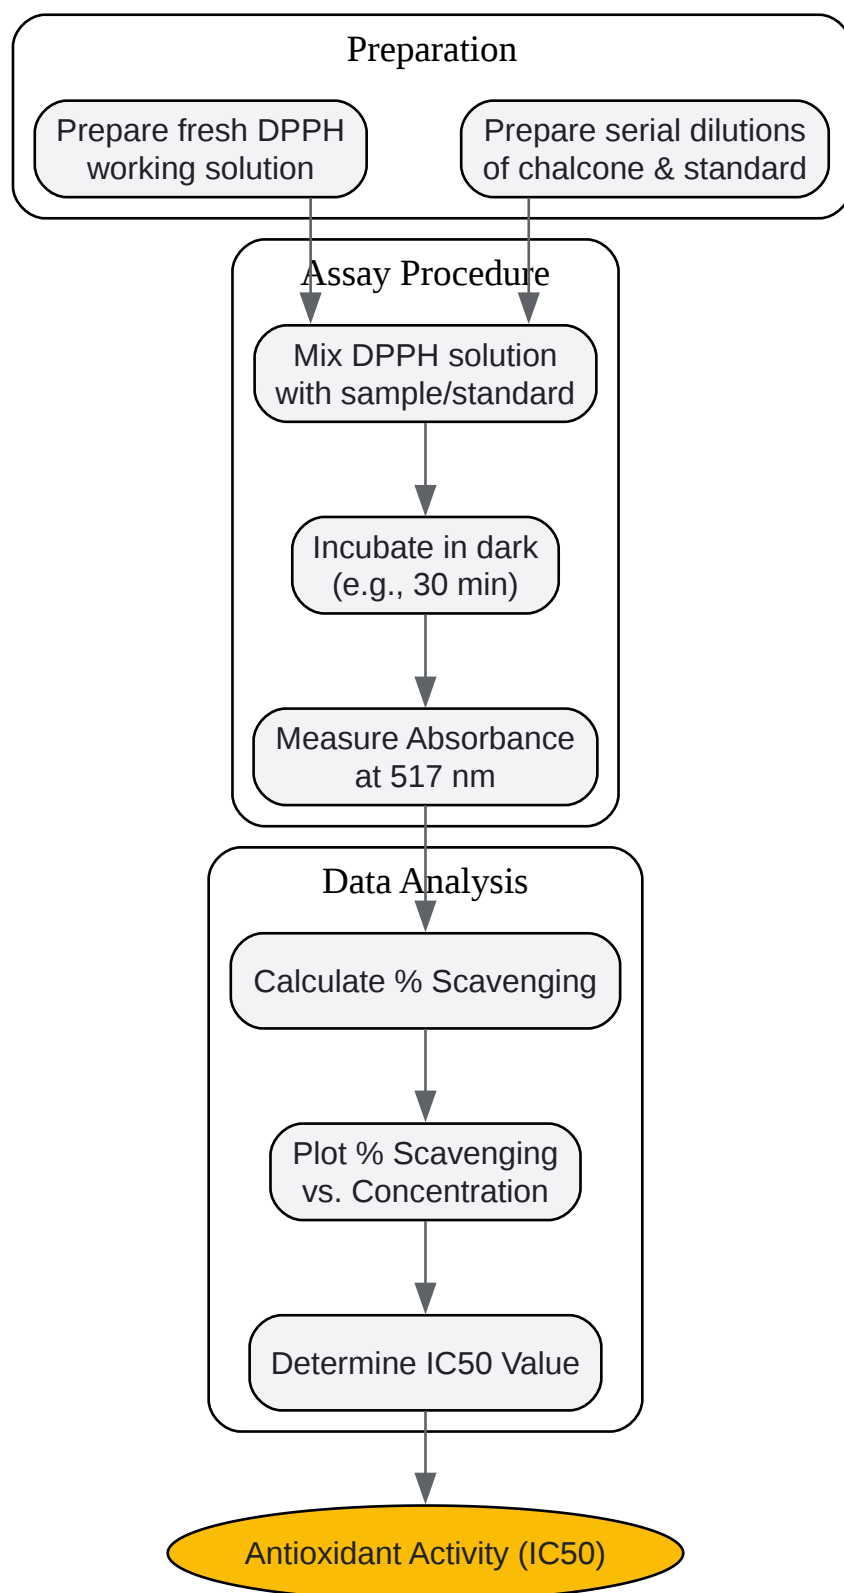 Preparation
Prepare fresh DPPH
working solution
Prepare serial dilutions
of chalcone & standard
Assay Procedure
Mix DPPH solution
with sample/standard
Incubate in dark
(e.g., 30 min)
Measure Absorbance
at 517 nm
Data Analysis
Calculate % Scavenging
Plot % Scavenging
vs. Concentration
Determine IC50 Value
Antioxidant Activity (IC50)